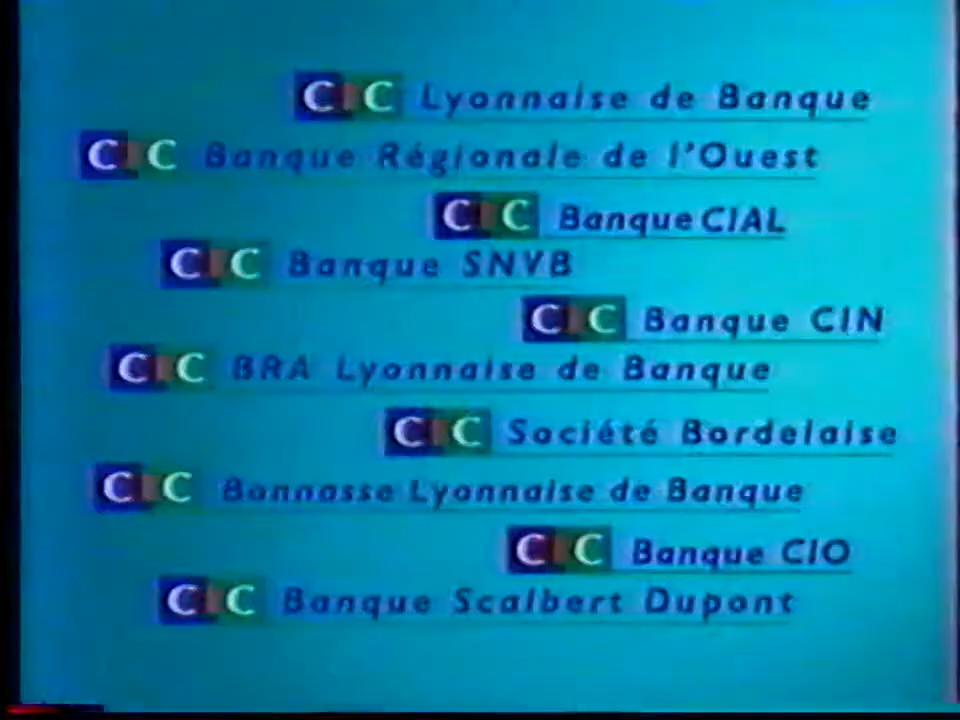 CIC Lyonnaise de Banque
CIC Banque Régionale de l'Ouest
CIC Banque CIAL
CIC Banque SNVB
CIC Banque CIN
CIC BRA Lyonnaise de Banque
CIC Société Bordelaise
CIC Bonnasse Lyonnaise de Banque
CIC Banque CIO
CIC Banque Scalbert Dupont